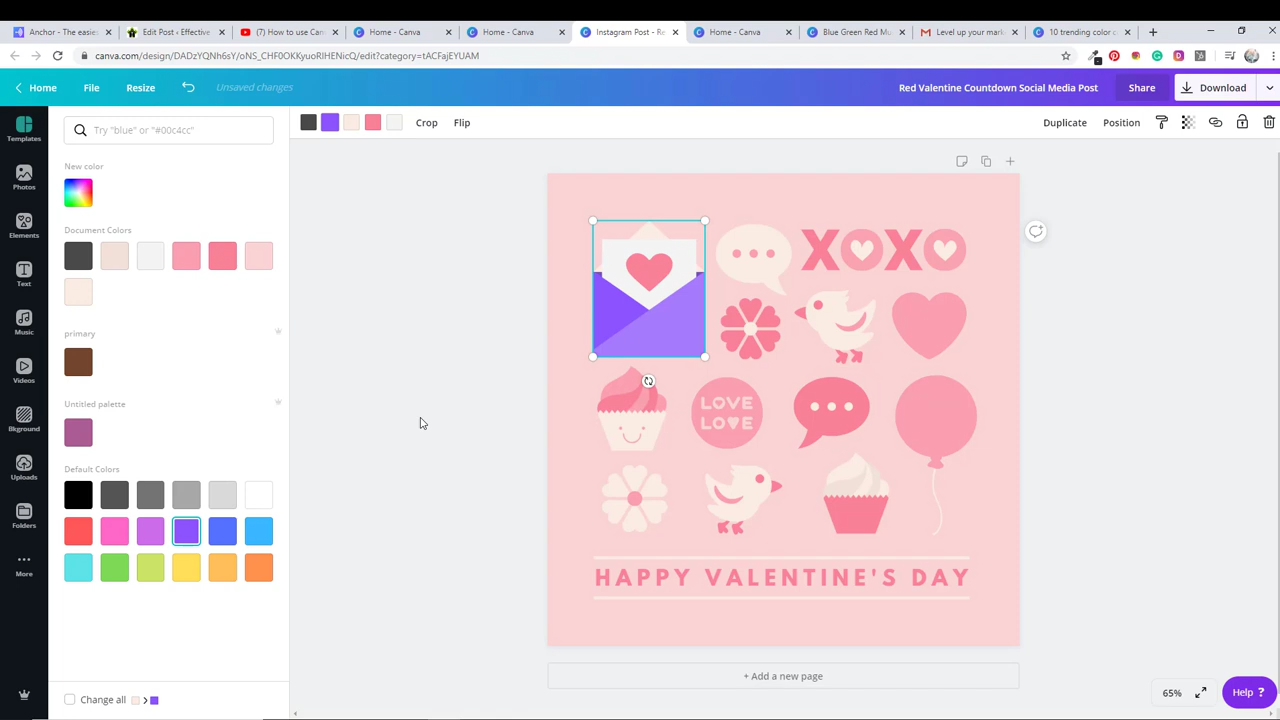 Anchor - The easies
Edit Post ‹ Effective
(7) How to use Canv
Home - Canva
Home - Canva
Instagram Post - Re
Home - Canva
Blue Green Red Mu
Level up your mark
10 trending color c
canva.com/design/DADzYQNh6sY/oNS_CHF0OKKyuoRIHENicQ/edit?category=tACFajEYUAM
Home
File
Resize
Unsaved changes
Red Valentine Countdown Social Media Post
Share
Download
Templates
Photos
Elements
Text
Music
Videos
Bkground
Uploads
Folders
More
Try "blue" or "#00c4cc"
New color
Document Colors
primary
Untitled palette
Default Colors
Change all
Crop
Flip
Duplicate
Position
XOXO
LOVE
LOVE
HAPPY VALENTINE'S DAY
+ Add a new page
65%
Help ?